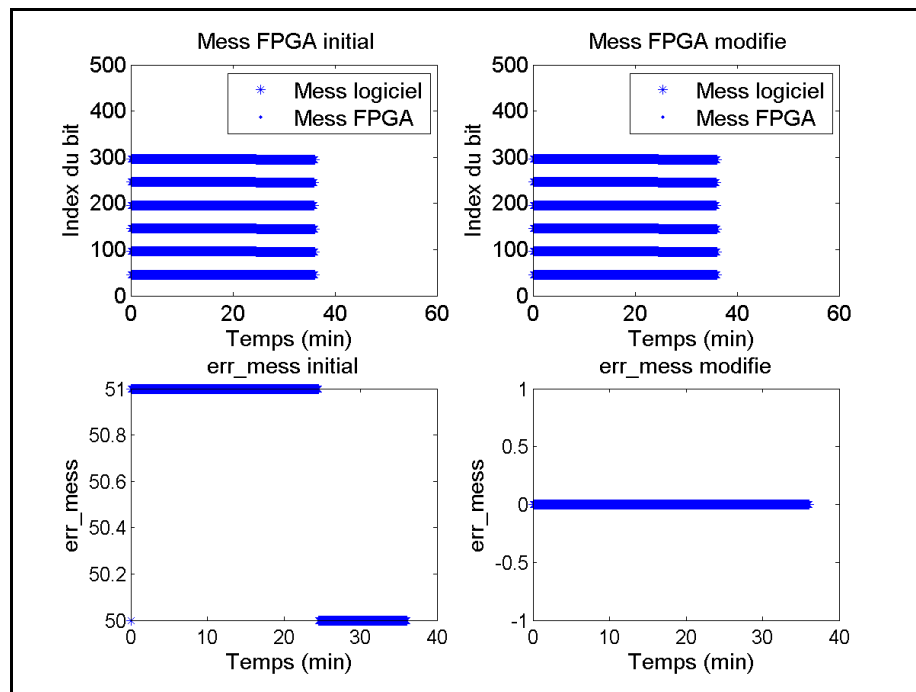 Mess FPGA initial
500
400
300
200
100
0
Index du bit
Mess logiciel
Mess FPGA
0 20 40 60
Temps (min)
Mess FPGA modifie
500
400
300
200
100
0
Index du bit
Mess logiciel
Mess FPGA
0 20 40 60
Temps (min)
err_mess initial
51
50.8
50.6
50.4
50.2
50
err_mess
0 10 20 30 40
Temps (min)
err_mess modifie
1
0.5
0
-0.5
-1
err_mess
0 10 20 30 40
Temps (min)